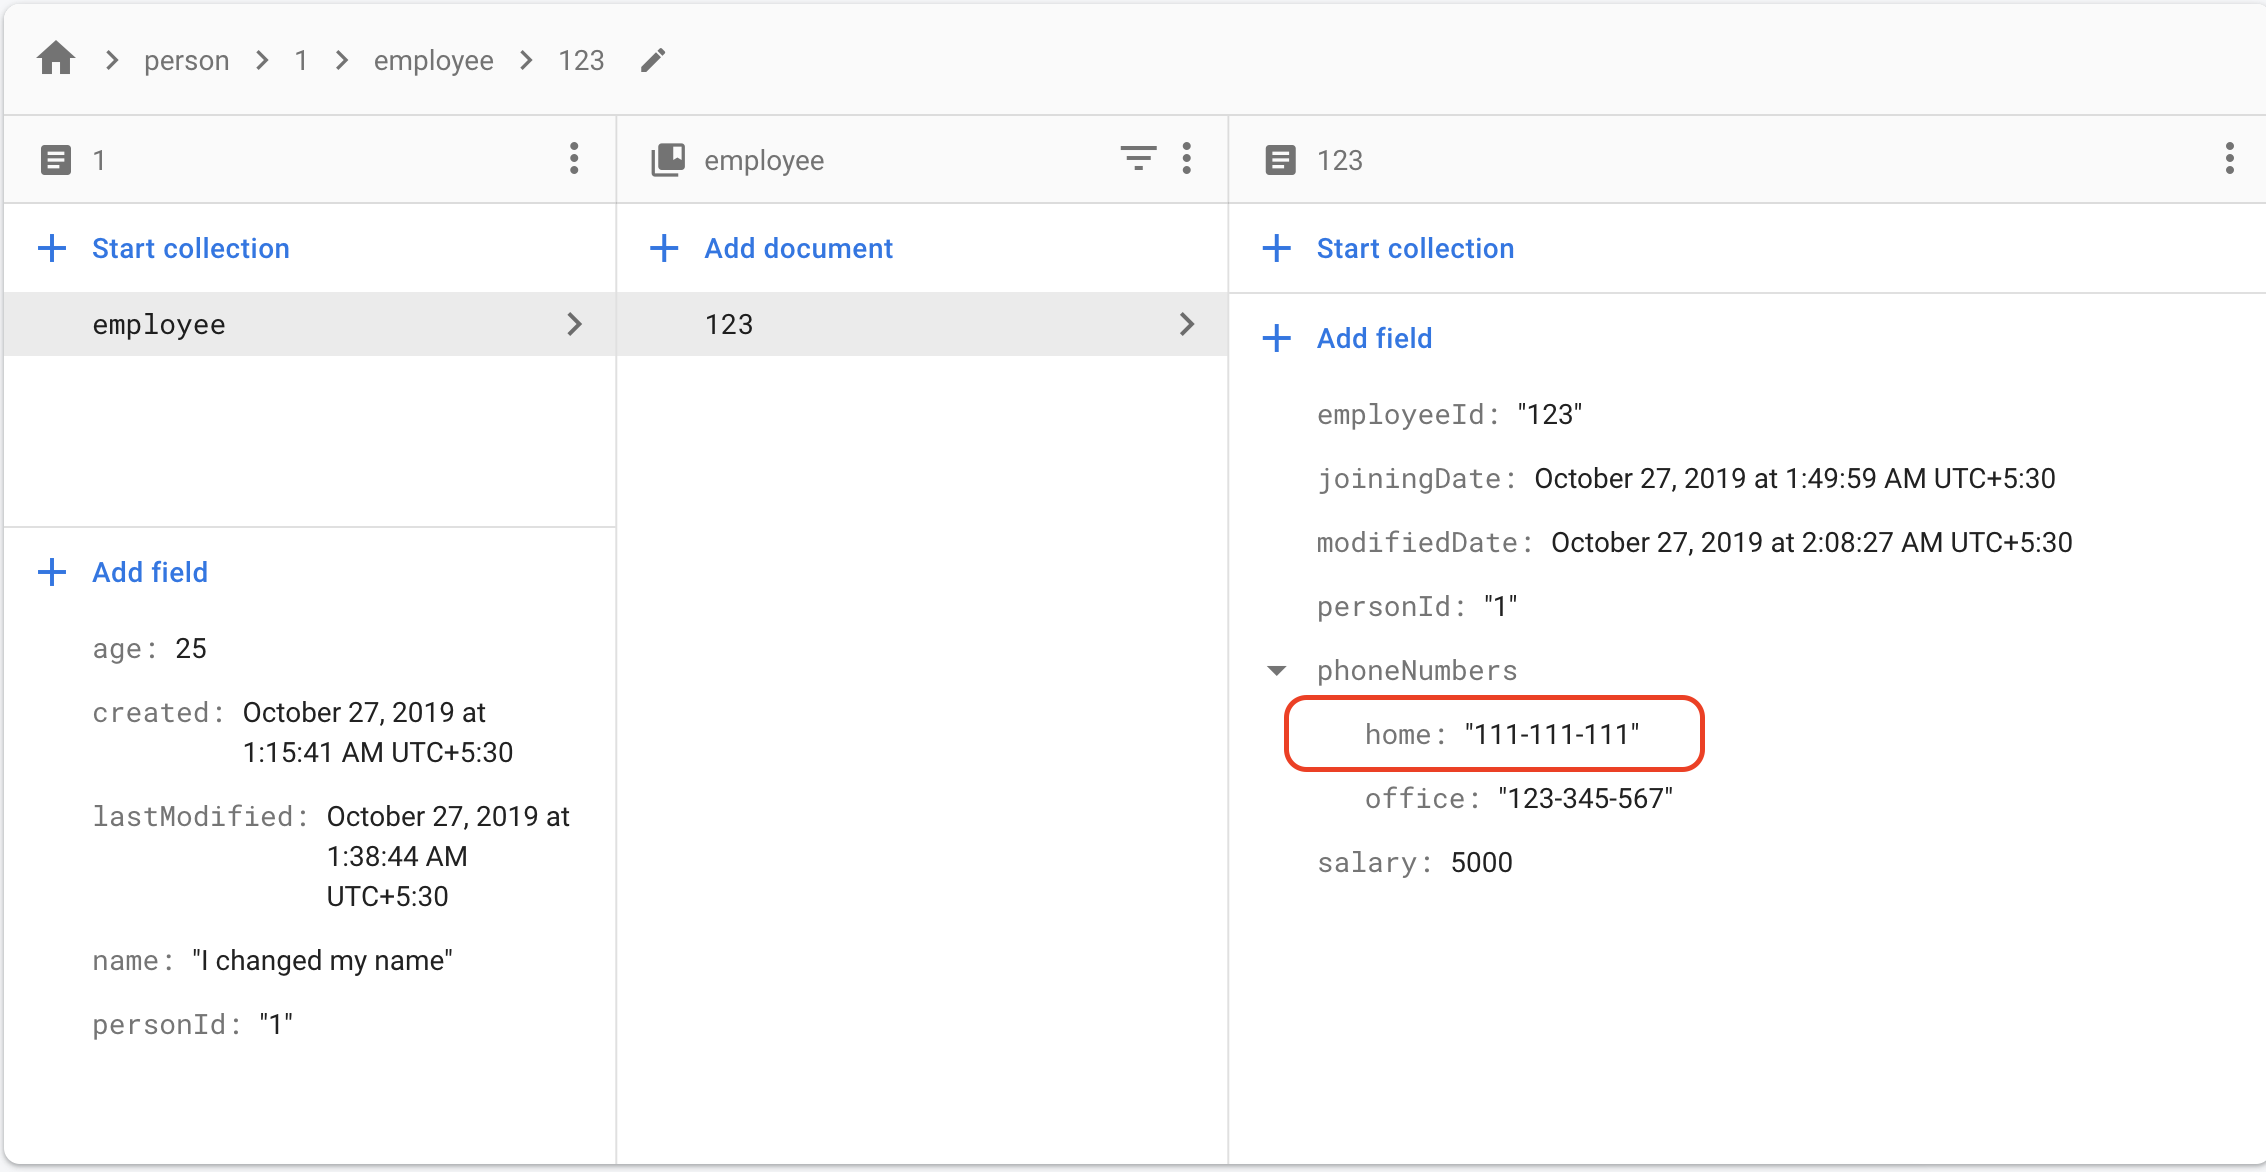 person 1 employee 123
1
Start collection
employee
Add field
age: 25
created: October 27, 2019 at
1:15:41 AM UTC+5:30
lastModified: October 27, 2019 at
1:38:44 AM
UTC+5:30
name: "I changed my name"
personId: "1"
employee
Add document
123
123
Start collection
Add field
employeeId: "123"
joiningDate: October 27, 2019 at 1:49:59 AM UTC+5:30
modifiedDate: October 27, 2019 at 2:08:27 AM UTC+5:30
personId: "1"
phoneNumbers
home: "111-111-111"
office: "123-345-567"
salary: 5000